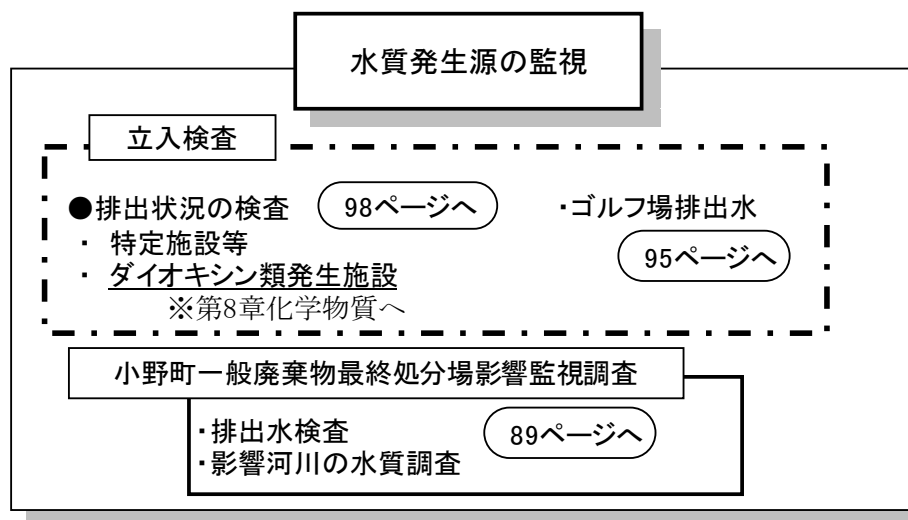 水質発生源の監視
立入検査
●排出状況の検査 98ページへ ・ゴルフ場排出水
・ 特定施設等 95ページへ
・ ダイオキシン類発生施設
※第8章化学物質へ
小野町一般廃棄物最終処分場影響監視調査
・排出水検査 89ページへ
・影響河川の水質調査